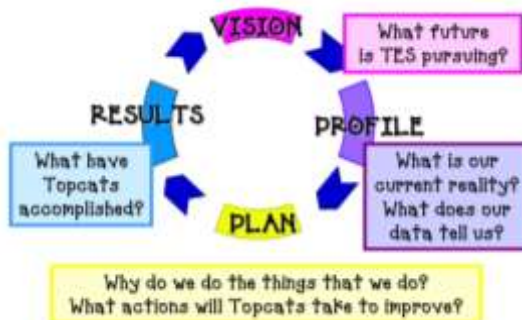 VISION
What future
is TES pursuing?
RESULTS
PROFILE
What have
Topcats
accomplished?
What is our
current reality?
What does our
data tell us?
PLAN
Why do we do the things that we do?
What actions will Topcats take to improve?